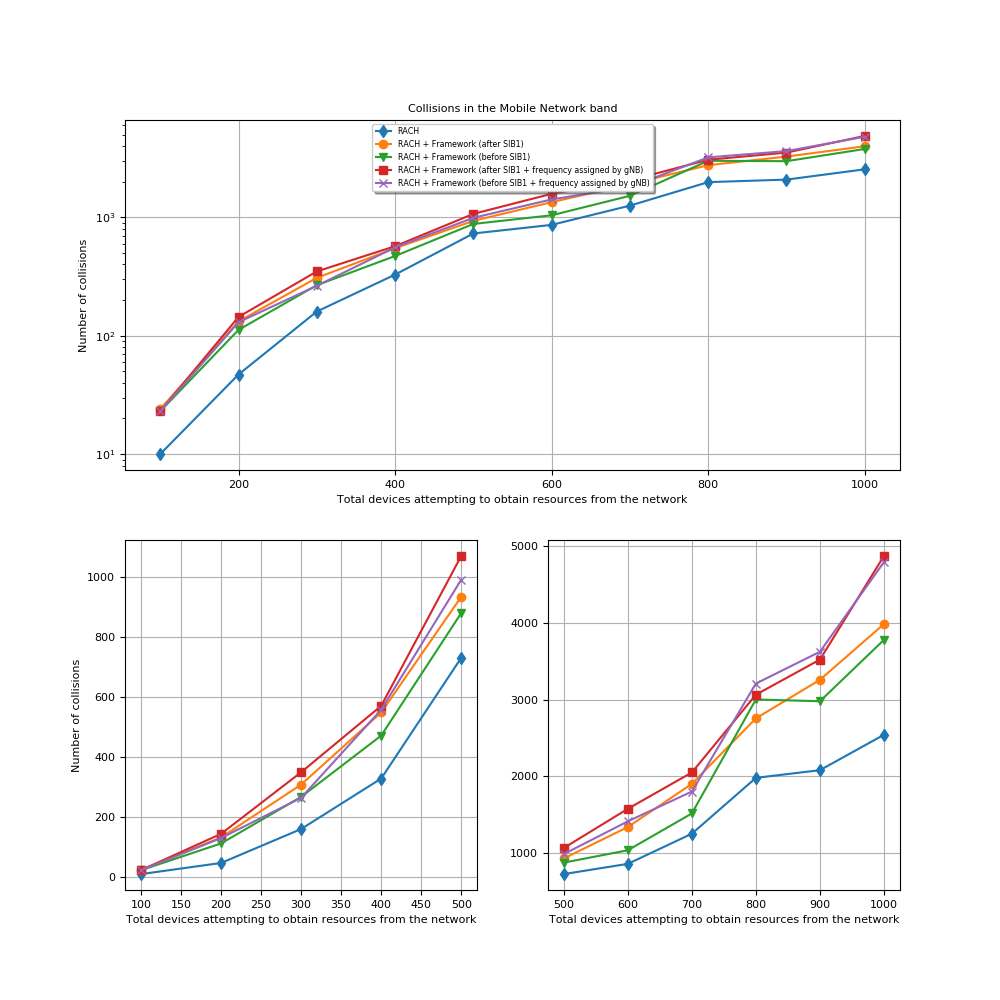 Collisions in the Mobile Network band
RACH
RACH + Framework (after SIB1)
RACH + Framework (before SIB1)
RACH + Framework (after SIB1 + frequency assigned by gNB)
RACH + Framework (before SIB1 + frequency assigned by gNB)
10³
10²
10¹
Number of collisions
200 400 600 800 1000
Total devices attempting to obtain resources from the network
1000
800
600
400
200
0
Number of collisions
100 150 200 250 300 350 400 450 500
Total devices attempting to obtain resources from the network
5000
4000
3000
2000
1000
500 600 700 800 900 1000
Total devices attempting to obtain resources from the network